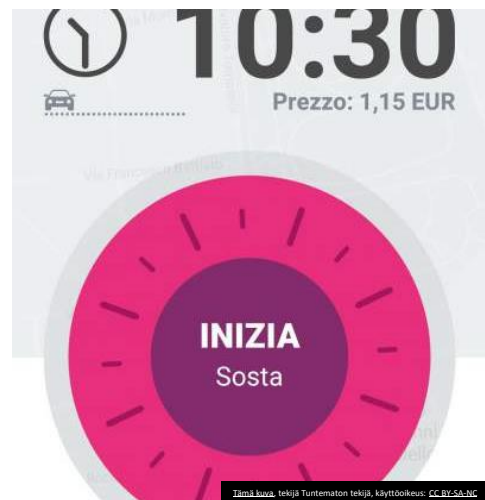 10:30
Prezzo: 1,15 EUR
INIZIA
Sosta
Tämä kuva, tekijä Tuntematon tekijä, käyttöoikeus: CC BY-SA-NC